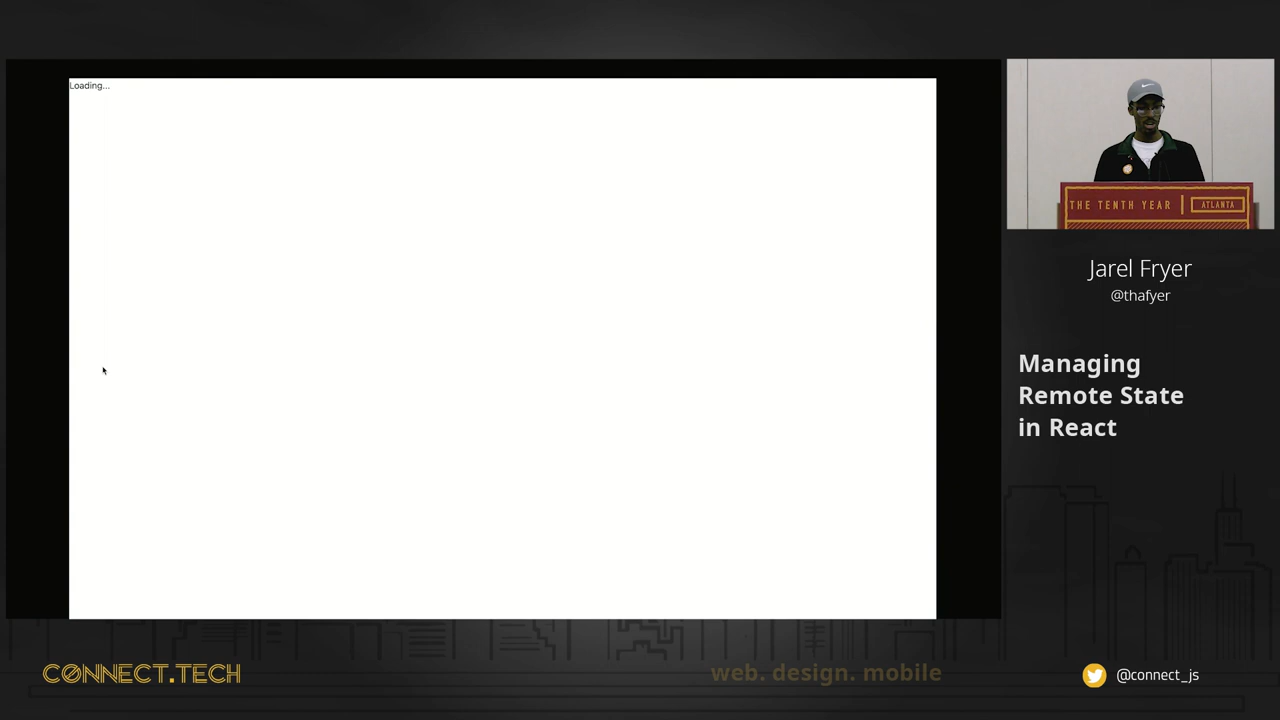 Loading...
THE TENTH YEAR | ATLANTA
Jarel Fryer
@thafyer
Managing
Remote State
in React
CONNECT.TECH
web. design. mobile
@connect_js